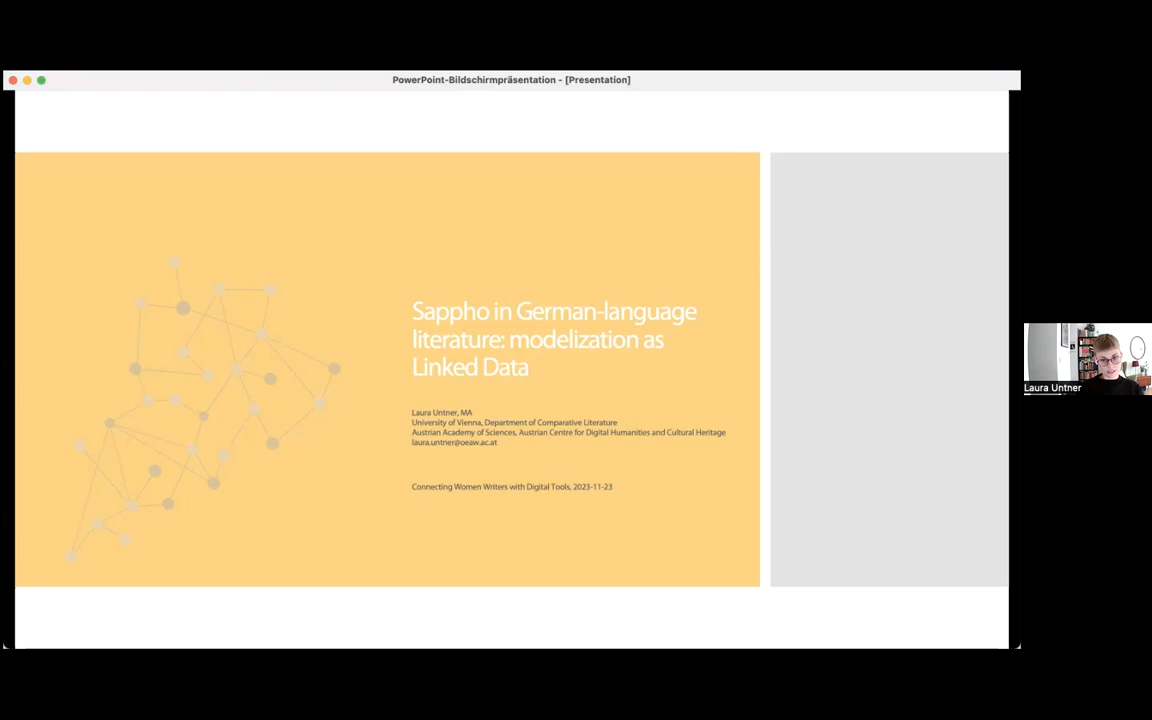 PowerPoint-Bildschirmpräsentation - [Presentation]
Sappho in German-language
literature: modelization as
Linked Data
Laura Untner, MA
University of Vienna, Department of Comparative Literature
Austrian Academy of Sciences, Austrian Centre for Digital Humanities and Cultural Heritage
laura.untner@oeaw.ac.at
Connecting Women Writers with Digital Tools, 2023-11-23
Laura Untner